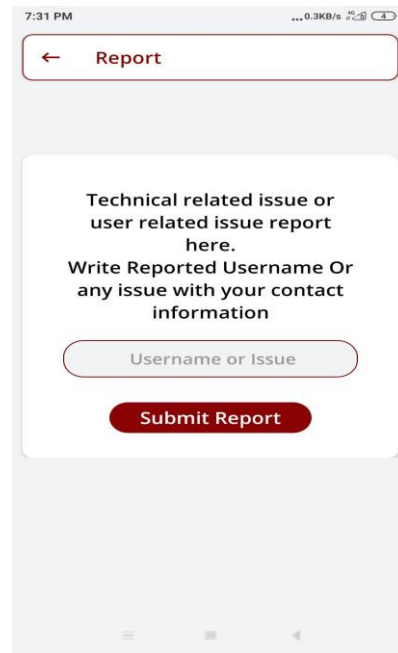 7:31 PM ...0.3KB/s 4G 4
← Report
Technical related issue or
user related issue report
here.
Write Reported Username Or
any issue with your contact
information
Username or Issue
Submit Report